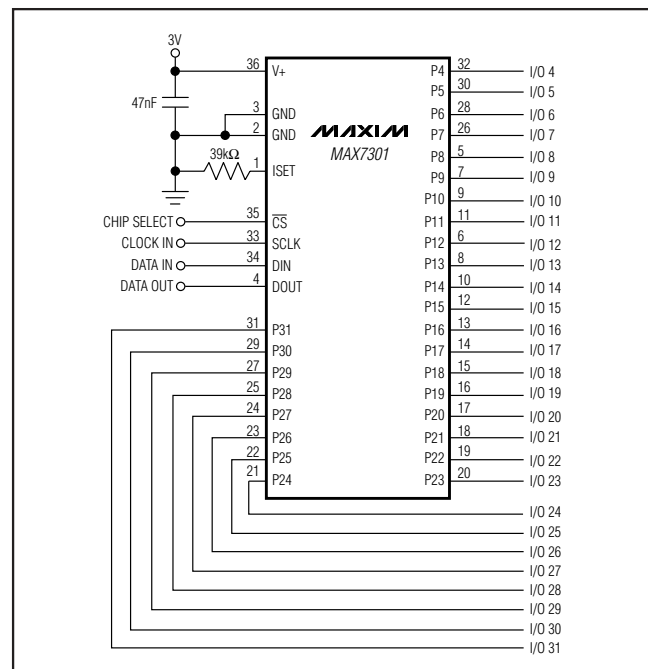 3V
47nF
39kΩ
36 V+
3 GND
2 GND
1 ISET
CHIP SELECT 35 CS
CLOCK IN 33 SCLK
DATA IN 34 DIN
DATA OUT 4 DOUT
31 P31
29 P30
27 P29
25 P28
24 P27
23 P26
22 P25
21 P24
MAXIM
MAX7301
P4 32 I/O 4
P5 30 I/O 5
P6 28 I/O 6
P7 26 I/O 7
P8 5 I/O 8
P9 7 I/O 9
P10 9 I/O 10
P11 11 I/O 11
P12 6 I/O 12
P13 8 I/O 13
P14 10 I/O 14
P15 12 I/O 15
P16 13 I/O 16
P17 14 I/O 17
P18 15 I/O 18
P19 16 I/O 19
P20 17 I/O 20
P21 18 I/O 21
P22 19 I/O 22
P23 20 I/O 23
I/O 24
I/O 25
I/O 26
I/O 27
I/O 28
I/O 29
I/O 30
I/O 31